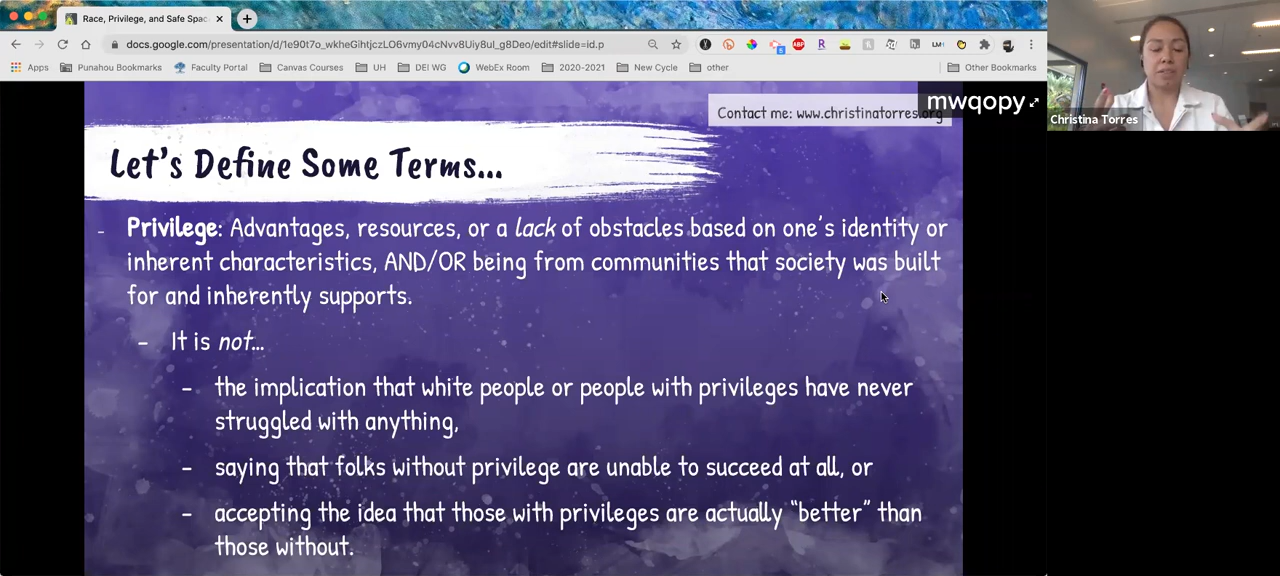 Race, Privilege, and Safe Spac
docs.google.com/presentation/d/1e90t7o_wkheGihtjczLO6vmy04cNvv8Uiy8ul_g8Deo/edit#slide=id.p
Apps Punahou Bookmarks Faculty Portal Canvas Courses UH DEI WG WebEx Room 2020-2021 New Cycle other Other Bookmarks
mwqopy
Contact me: www.christinatorres.org
Christina Torres
Let's Define Some Terms...
- Privilege: Advantages, resources, or a lack of obstacles based on one's identity or
inherent characteristics, AND/OR being from communities that society was built
for and inherently supports.
- It is not...
- the implication that white people or people with privileges have never
struggled with anything,
- saying that folks without privilege are unable to succeed at all, or
- accepting the idea that those with privileges are actually “better” than
those without.